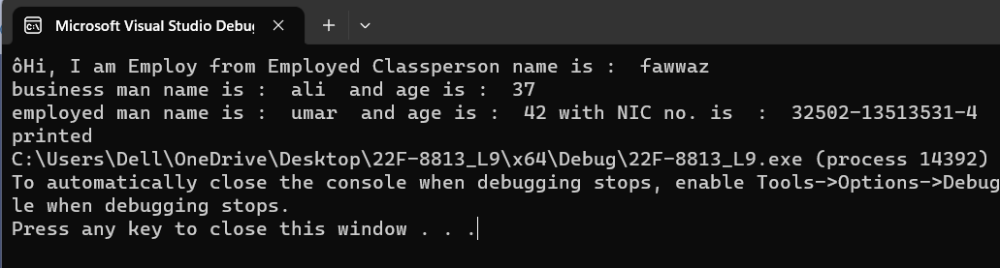 Microsoft Visual Studio Debug
ôHi, I am Employ from Employed Classperson name is :  fawwaz
business man name is :  ali  and age is :  37
employed man name is :  umar  and age is :  42 with NIC no. is  :  32502-13513531-4
printed
C:\Users\Dell\OneDrive\Desktop\22F-8813_L9\x64\Debug\22F-8813_L9.exe (process 14392)
To automatically close the console when debugging stops, enable Tools->Options->Debug
le when debugging stops.
Press any key to close this window . . .